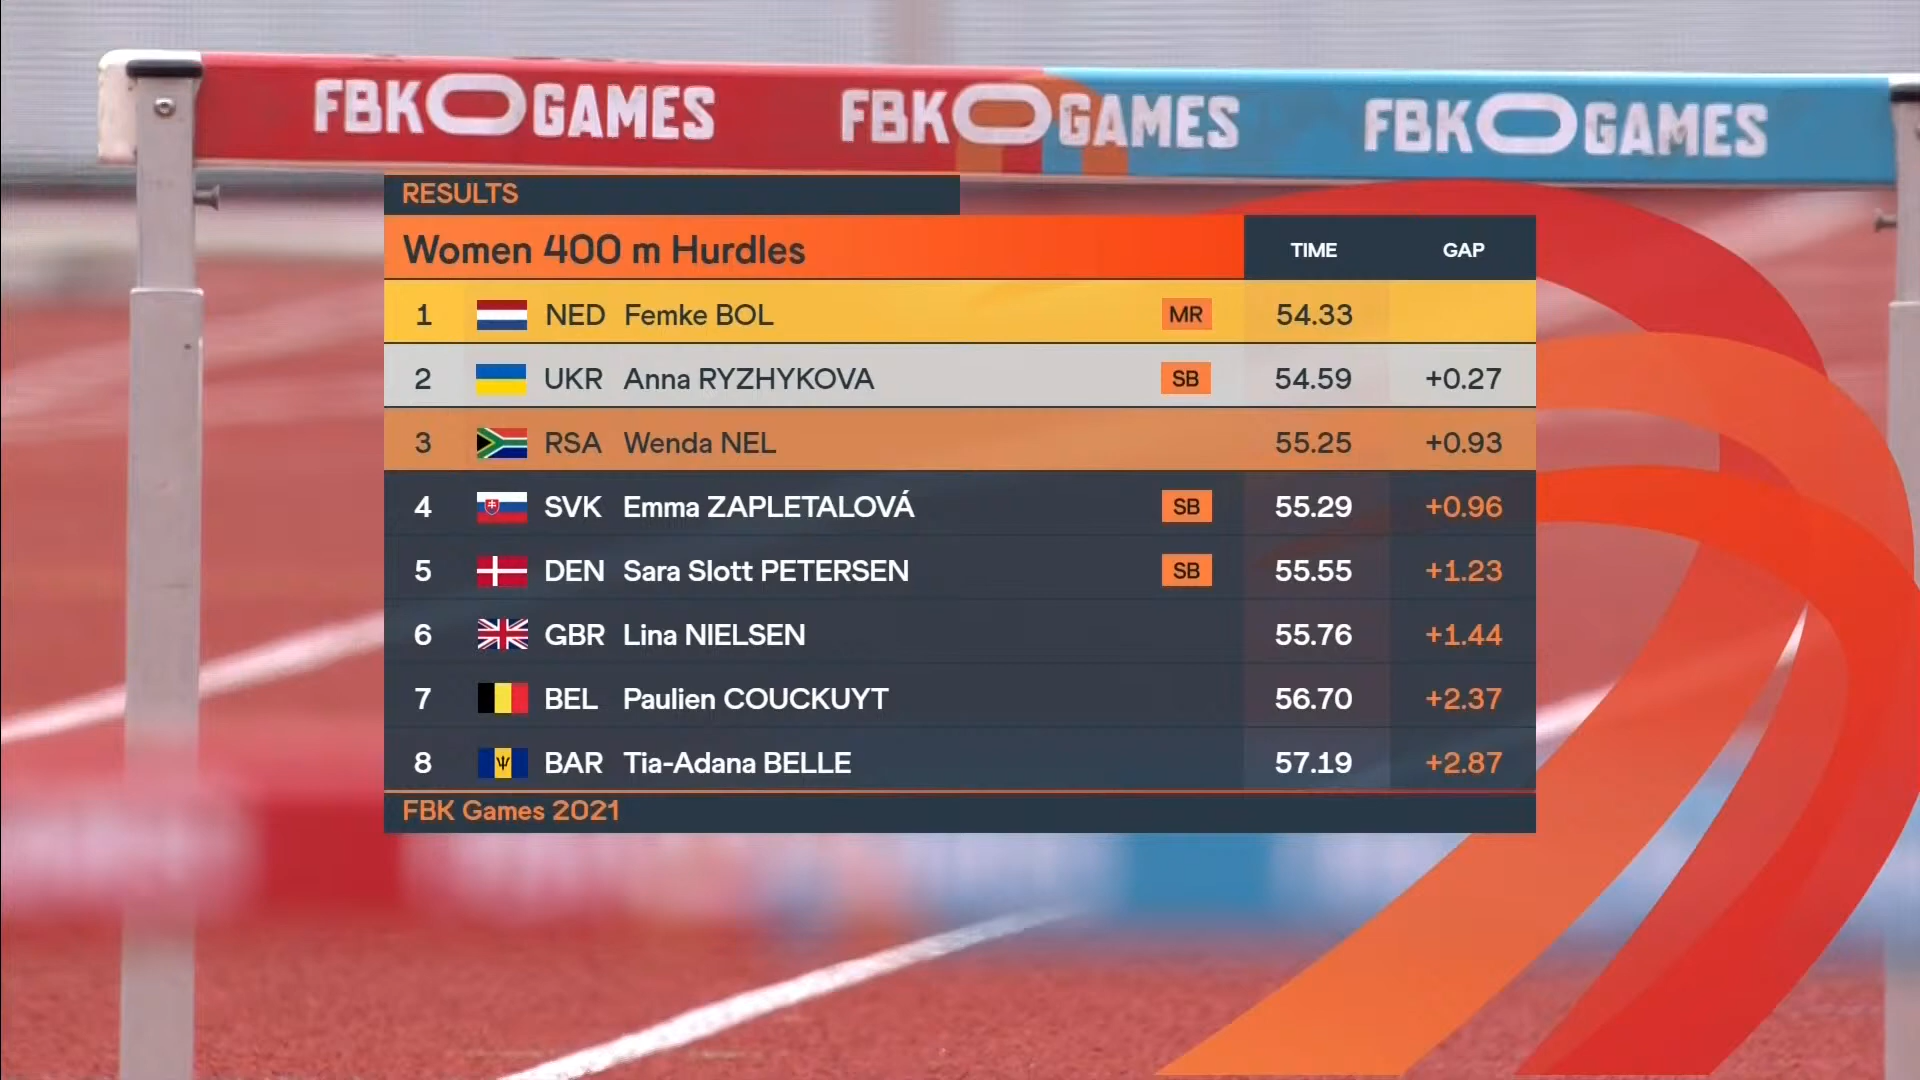 FBK GAMES FBK GAMES FBK GAMES
RESULTS
Women 400 m Hurdles TIME GAP
1 NED Femke BOL MR 54.33
2 UKR Anna RYZHYKOVA SB 54.59 +0.27
3 RSA Wenda NEL 55.25 +0.93
4 SVK Emma ZAPLETALOVÁ SB 55.29 +0.96
5 DEN Sara Slott PETERSEN SB 55.55 +1.23
6 GBR Lina NIELSEN 55.76 +1.44
7 BEL Paulien COUCKUYT 56.70 +2.37
8 BAR Tia-Adana BELLE 57.19 +2.87
FBK Games 2021